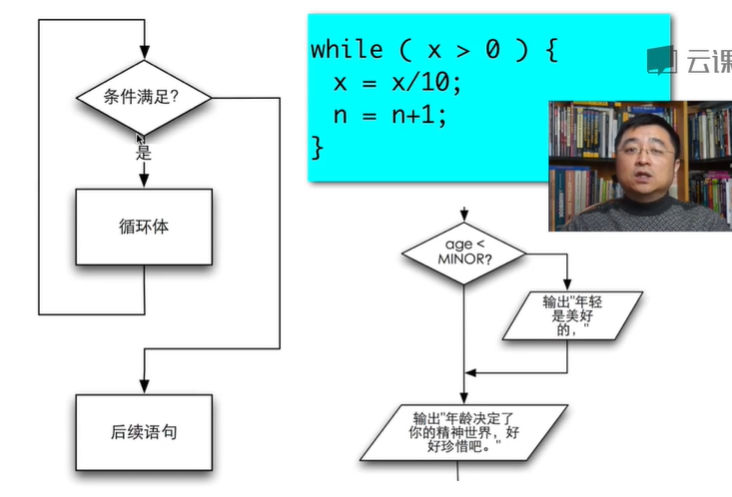 条件满足?
是
循环体
后续语句
while ( x > 0 ) {
x = x/10;
n = n+1;
}
云课
age <
MINOR?
输出"年轻
是美好
的，"
输出"年龄决定了
你的精神世界，好
好珍惜吧。"